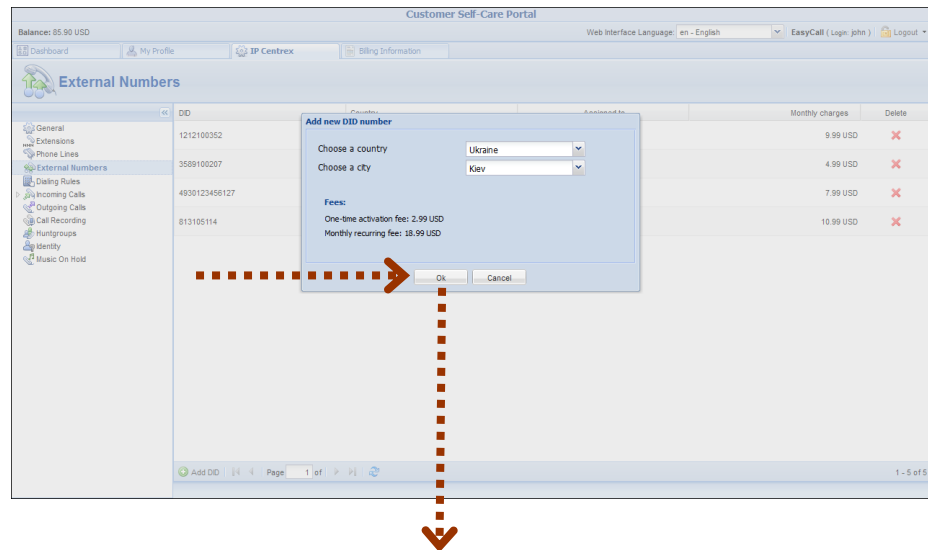 Customer Self-Care Portal
Balance: 85.90 USD Web Interface Language: en - English EasyCall ( Login: john ) Logout
Dashboard My Profile IP Centrex Billing Information
External Numbers
DID Country Assigned to Monthly charges Delete
General
Extensions
Phone Lines
External Numbers
Dialing Rules
Incoming Calls
Outgoing Calls
Call Recording
Huntgroups
Identity
Music On Hold
1212100352 9.99 USD
3589100207 4.99 USD
4930123456127 7.99 USD
813105114 10.99 USD
Add new DID number
Choose a country Ukraine
Choose a city Kiev
Fees:
One-time activation fee: 2.99 USD
Monthly recurring fee: 18.99 USD
Ok Cancel
Add DID Page 1 of 1 - 5 of 5